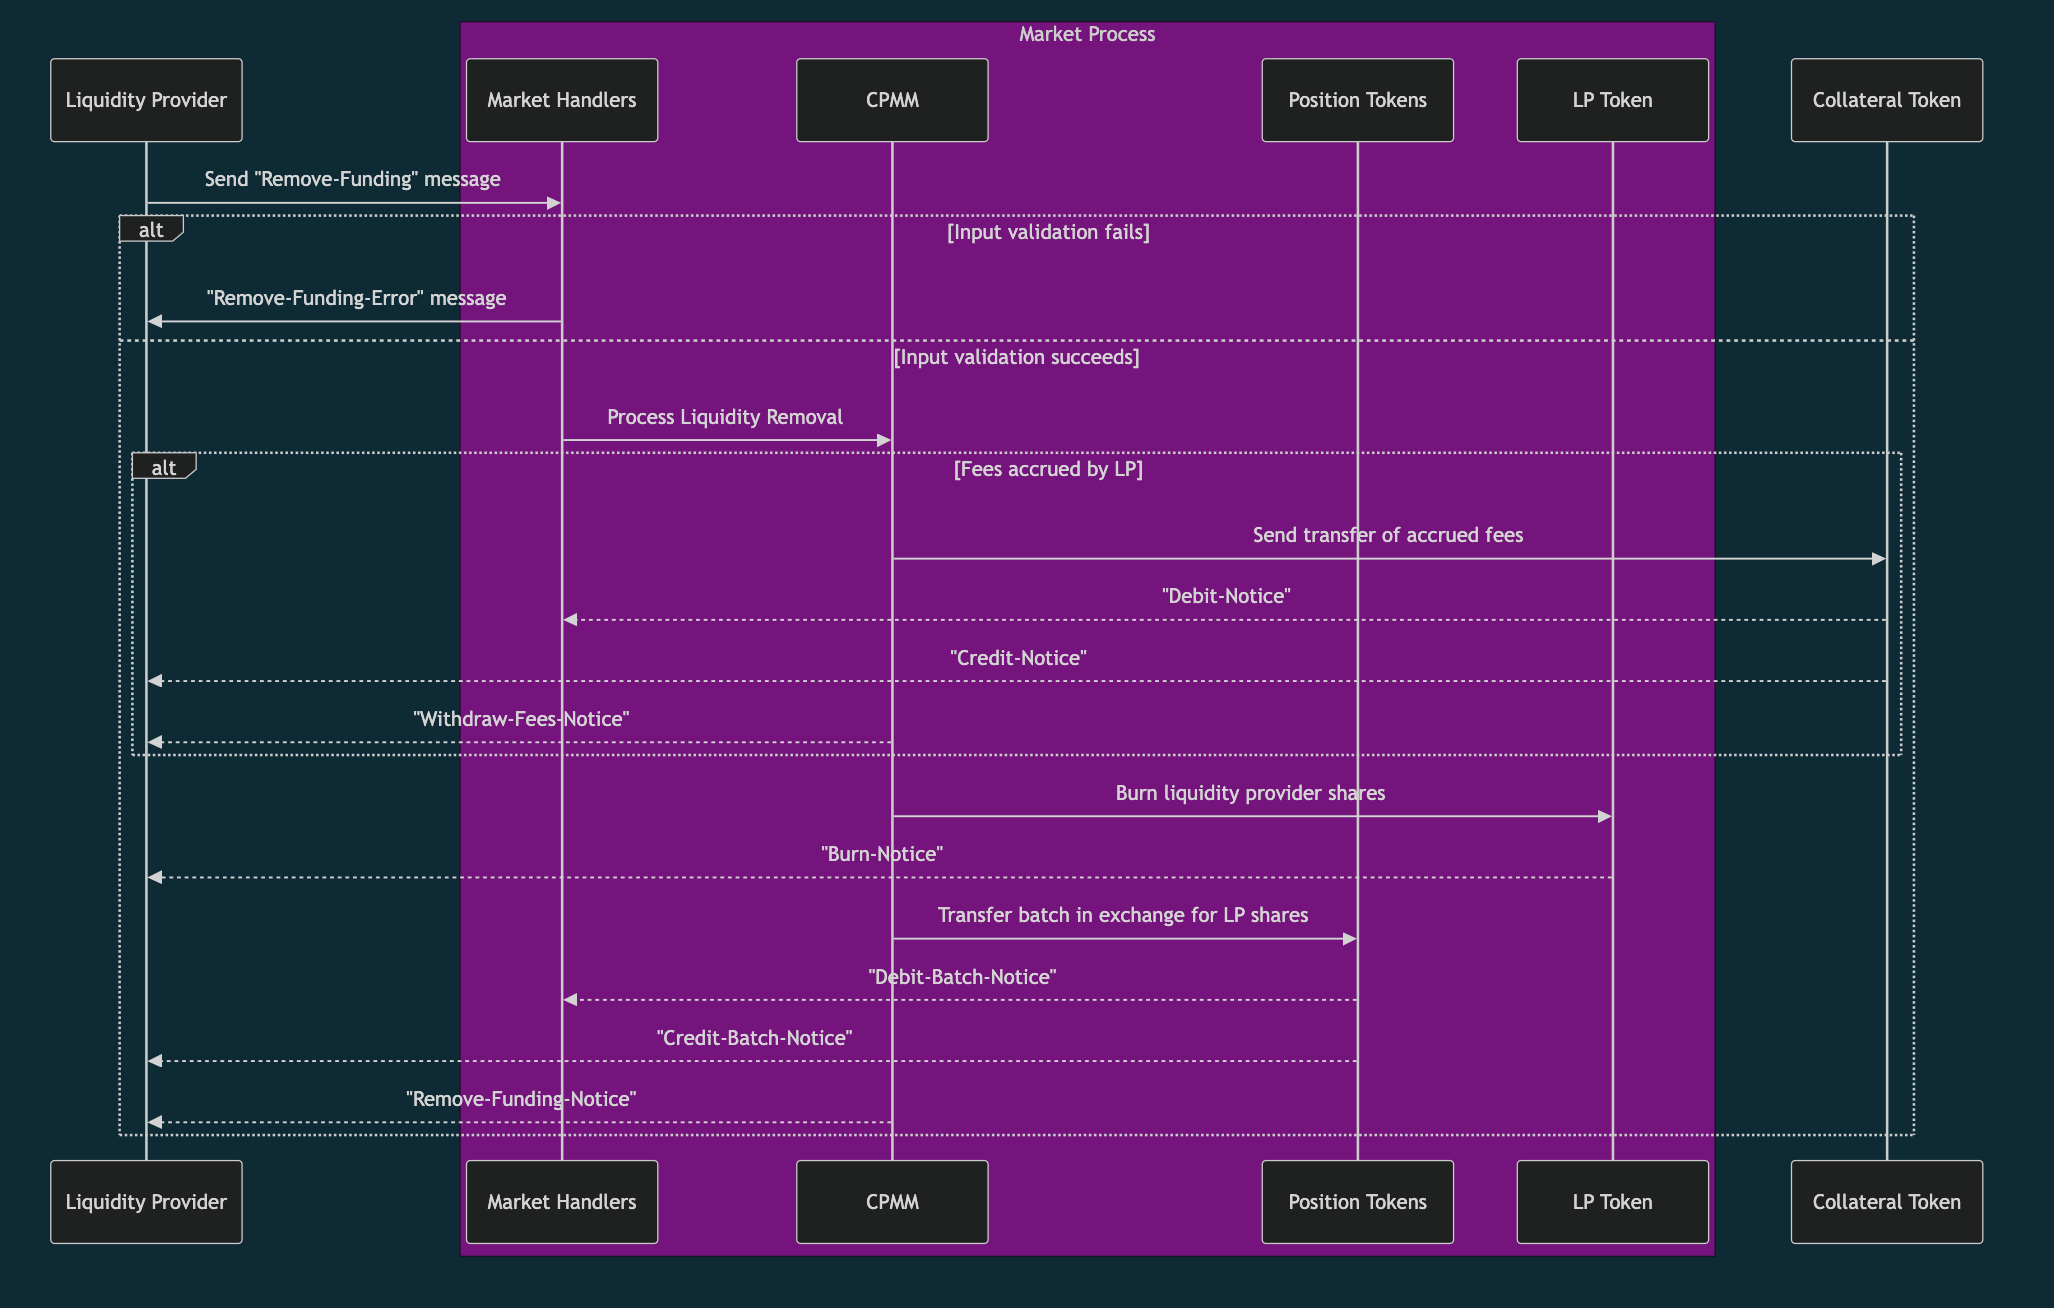 Market Process
Liquidity Provider
Market Handlers
CPMM
Position Tokens
LP Token
Collateral Token
Send "Remove-Funding" message
alt
[Input validation fails]
"Remove-Funding-Error" message
[Input validation succeeds]
Process Liquidity Removal
alt
[Fees accrued by LP]
Send transfer of accrued fees
"Debit-Notice"
"Credit-Notice"
"Withdraw-Fees-Notice"
Burn liquidity provider shares
"Burn-Notice"
Transfer batch in exchange for LP shares
"Debit-Batch-Notice"
"Credit-Batch-Notice"
"Remove-Funding-Notice"
Liquidity Provider
Market Handlers
CPMM
Position Tokens
LP Token
Collateral Token